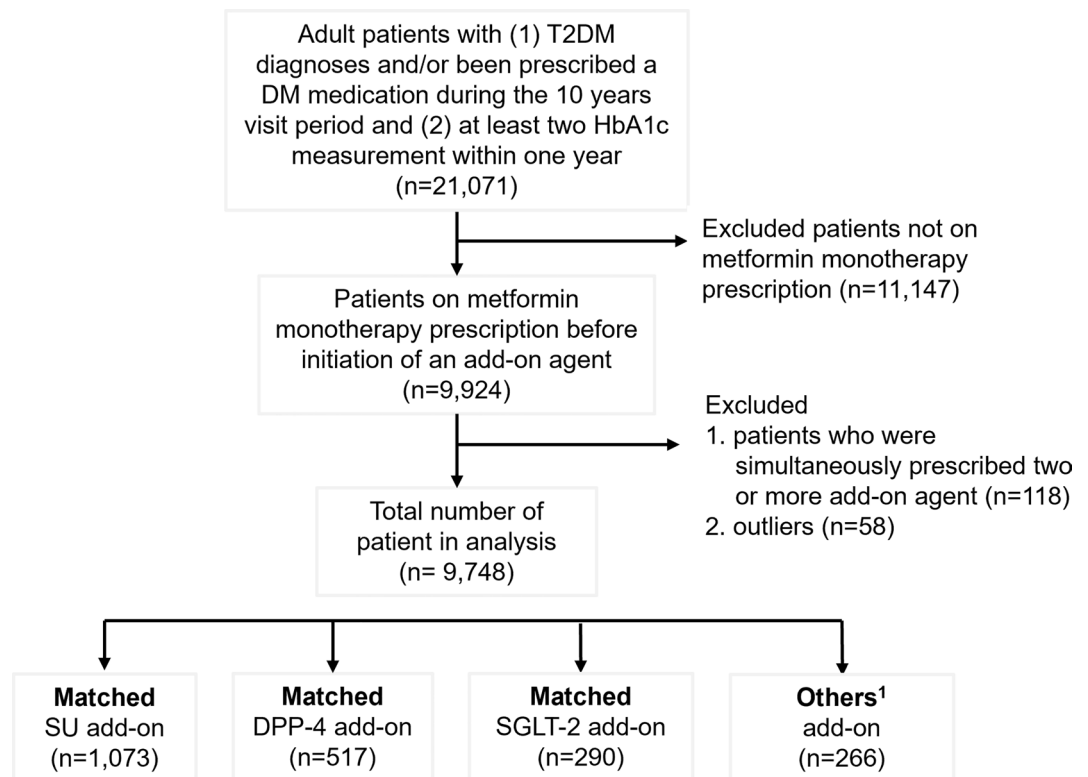 Adult patients with (1) T2DM
diagnoses and/or been prescribed a
DM medication during the 10 years
visit period and (2) at least two HbA1c
measurement within one year
(n=21,071)
Excluded patients not on
metformin monotherapy
prescription (n=11,147)
Patients on metformin
monotherapy prescription before
initiation of an add-on agent
(n=9,924)
Excluded
1. patients who were
simultaneously prescribed two
or more add-on agent (n=118)
2. outliers (n=58)
Total number of
patient in analysis
(n= 9,748)
Matched
SU add-on
(n=1,073)
Matched
DPP-4 add-on
(n=517)
Matched
SGLT-2 add-on
(n=290)
Others¹
add-on
(n=266)